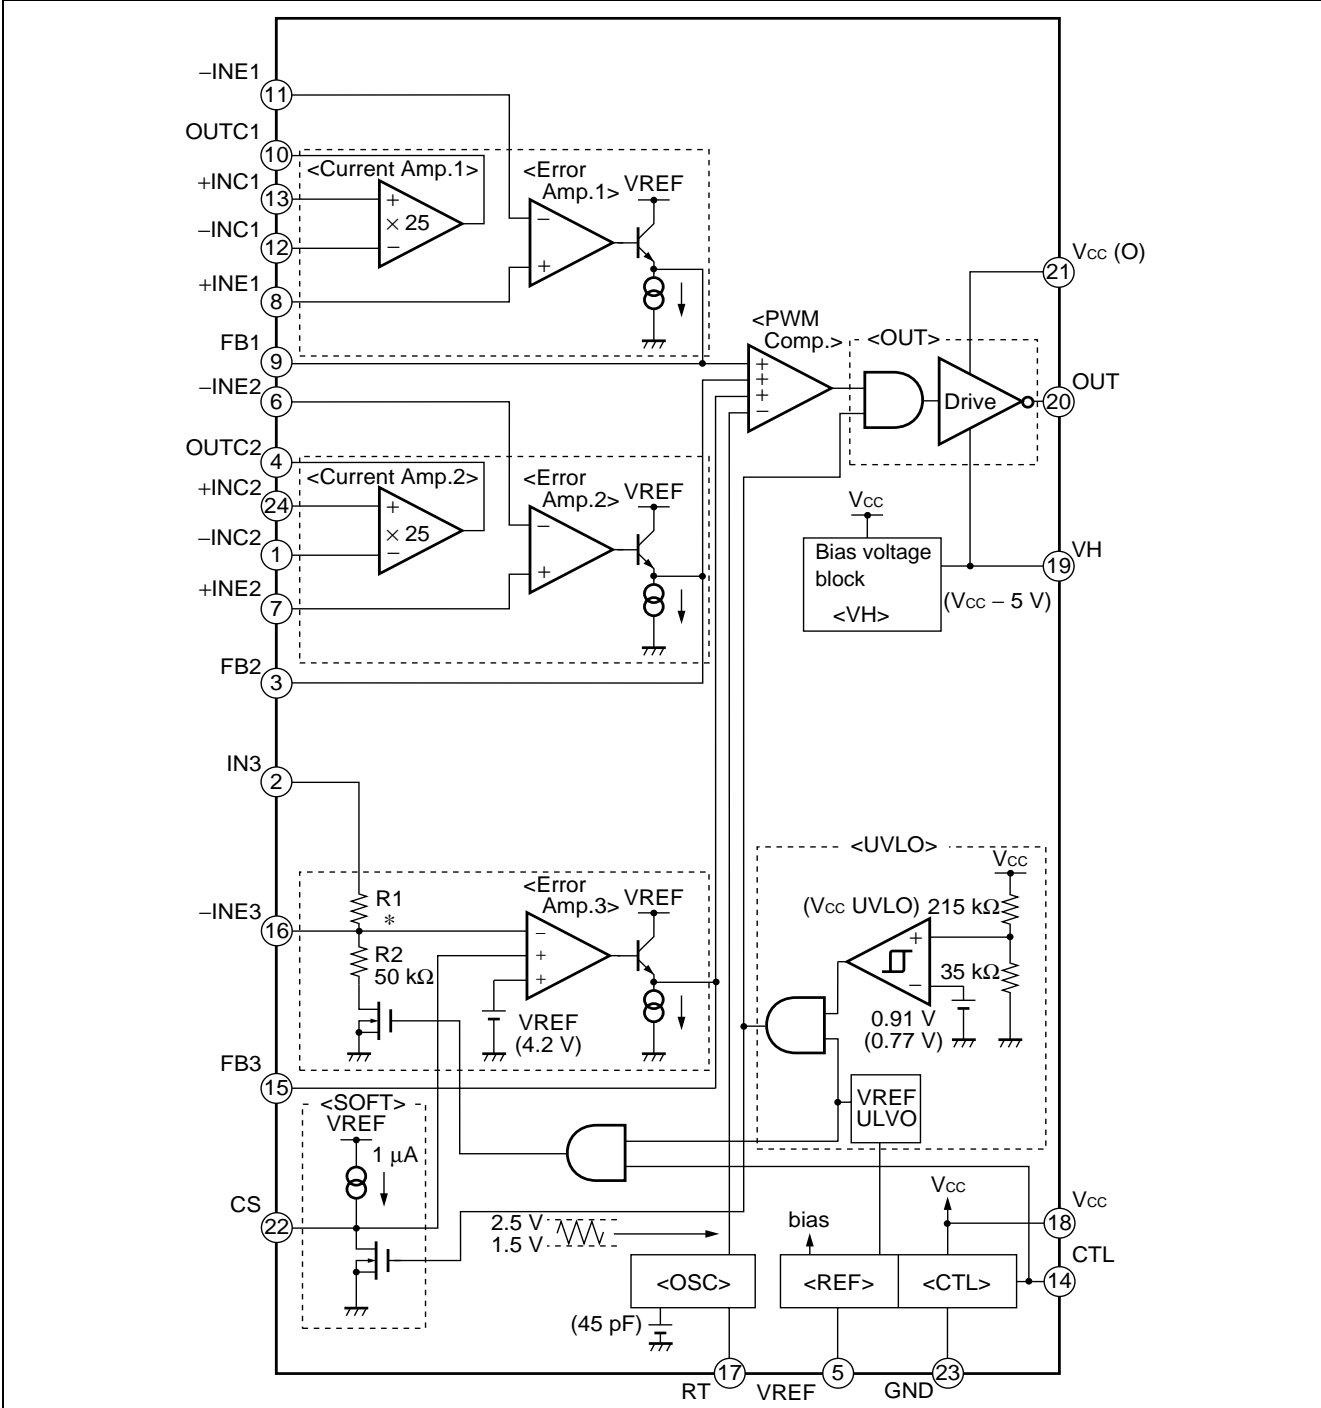 −INE1
11
OUTC1
10
<Current Amp.1>
+INC1
13
+
× 25
−
−INC1
12
+INE1
8
<Error
Amp.1>
VREF
−
+
FB1
9
−INE2
6
OUTC2
4
<Current Amp.2>
+INC2
24
+
× 25
−
−INC2
1
+INE2
7
<Error
Amp.2>
VREF
−
+
FB2
3
<PWM
Comp.>
+
+
+
−
<OUT>
Drive
VCC (O)
21
OUT
20
VCC
Bias voltage
block
<VH>
VH
19
(VCC − 5 V)
IN3
2
−INE3
16
R1
*
R2
50 kΩ
<Error
Amp.3>
VREF
−
+
+
VREF
(4.2 V)
FB3
15
<UVLO>
VCC
(VCC UVLO)
215 kΩ
+
35 kΩ
−
0.91 V
(0.77 V)
VREF
ULVO
<SOFT>
VREF
1 μA
CS
22
2.5 V
1.5 V
bias
VCC
VCC
18
CTL
14
<OSC>
<REF>
<CTL>
(45 pF)
RT
17
VREF
5
GND
23